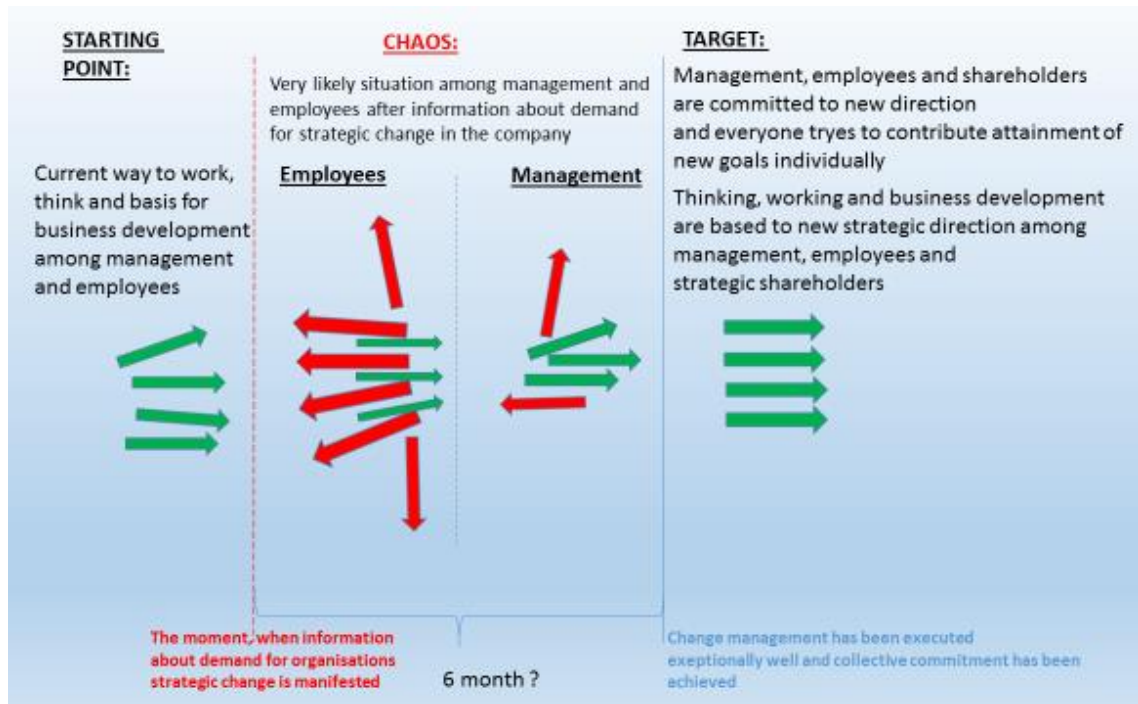 STARTING
POINT:
Current way to work,
think and basis for
business development
among management
and employees
CHAOS:
Very likely situation among management and
employees after information about demand
for strategic change in the company
Employees
Management
TARGET:
Management, employees and shareholders
are committed to new direction
and everyone tryes to contribute attainment of
new goals individually
Thinking, working and business development
are based to new strategic direction among
management, employees and
strategic shareholders
The moment, when information
about demand for organisations
strategic change is manifested
6 month ?
Change management has been executed
exeptionally well and collective commitment has been
achieved